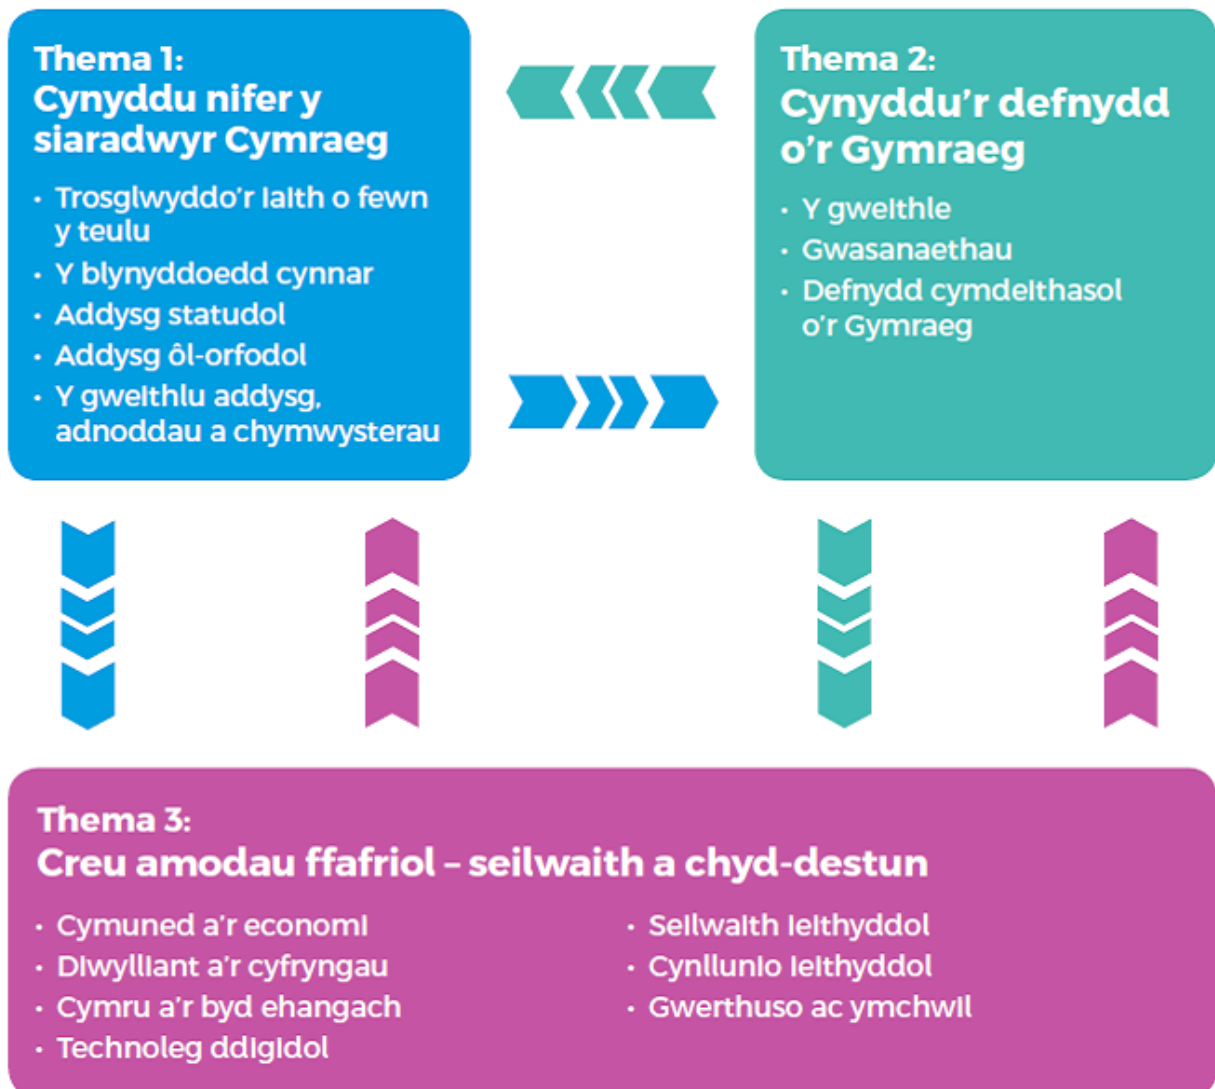 Thema 1:
Cynyddu nifer y
siaradwyr Cymraeg
• Trosglwyddo'r iaith o fewn
y teulu
• Y blynyddoedd cynnar
• Addysg statudol
• Addysg ôl-orfodol
• Y gweithlu addysg,
adnoddau a chymwysterau
Thema 2:
Cynyddu'r defnydd
o'r Gymraeg
• Y gweithle
• Gwasanaethau
• Defnydd cymdeithasol
o'r Gymraeg
Thema 3:
Creu amodau ffafriol – seilwaith a chyd-destun
• Cymuned a'r economi
• Diwylliant a'r cyfryngau
• Cymru a'r byd ehangach
• Technoleg ddigidol
• Seilwaith ieithyddol
• Cynllunio ieithyddol
• Gwerthuso ac ymchwil